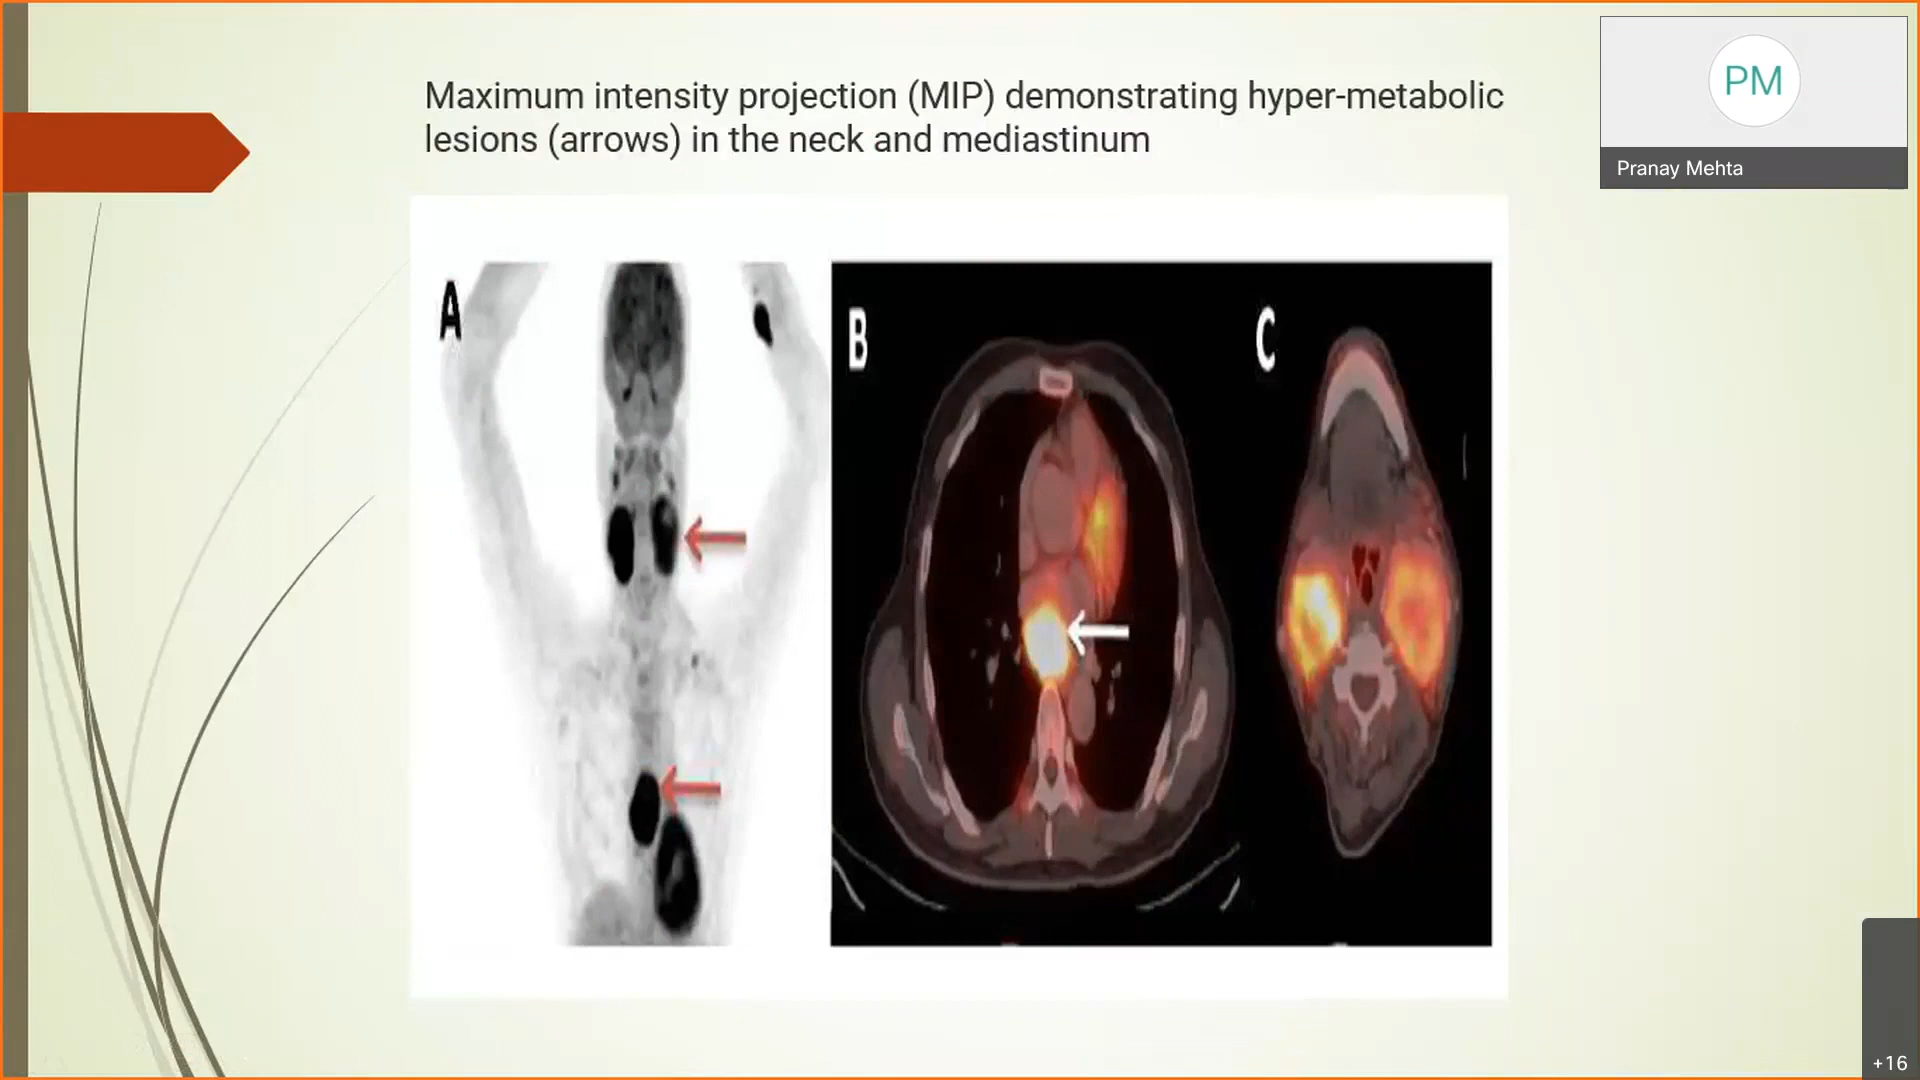 Maximum intensity projection (MIP) demonstrating hyper-metabolic
lesions (arrows) in the neck and mediastinum
PM
Pranay Mehta
A
B
C
+16